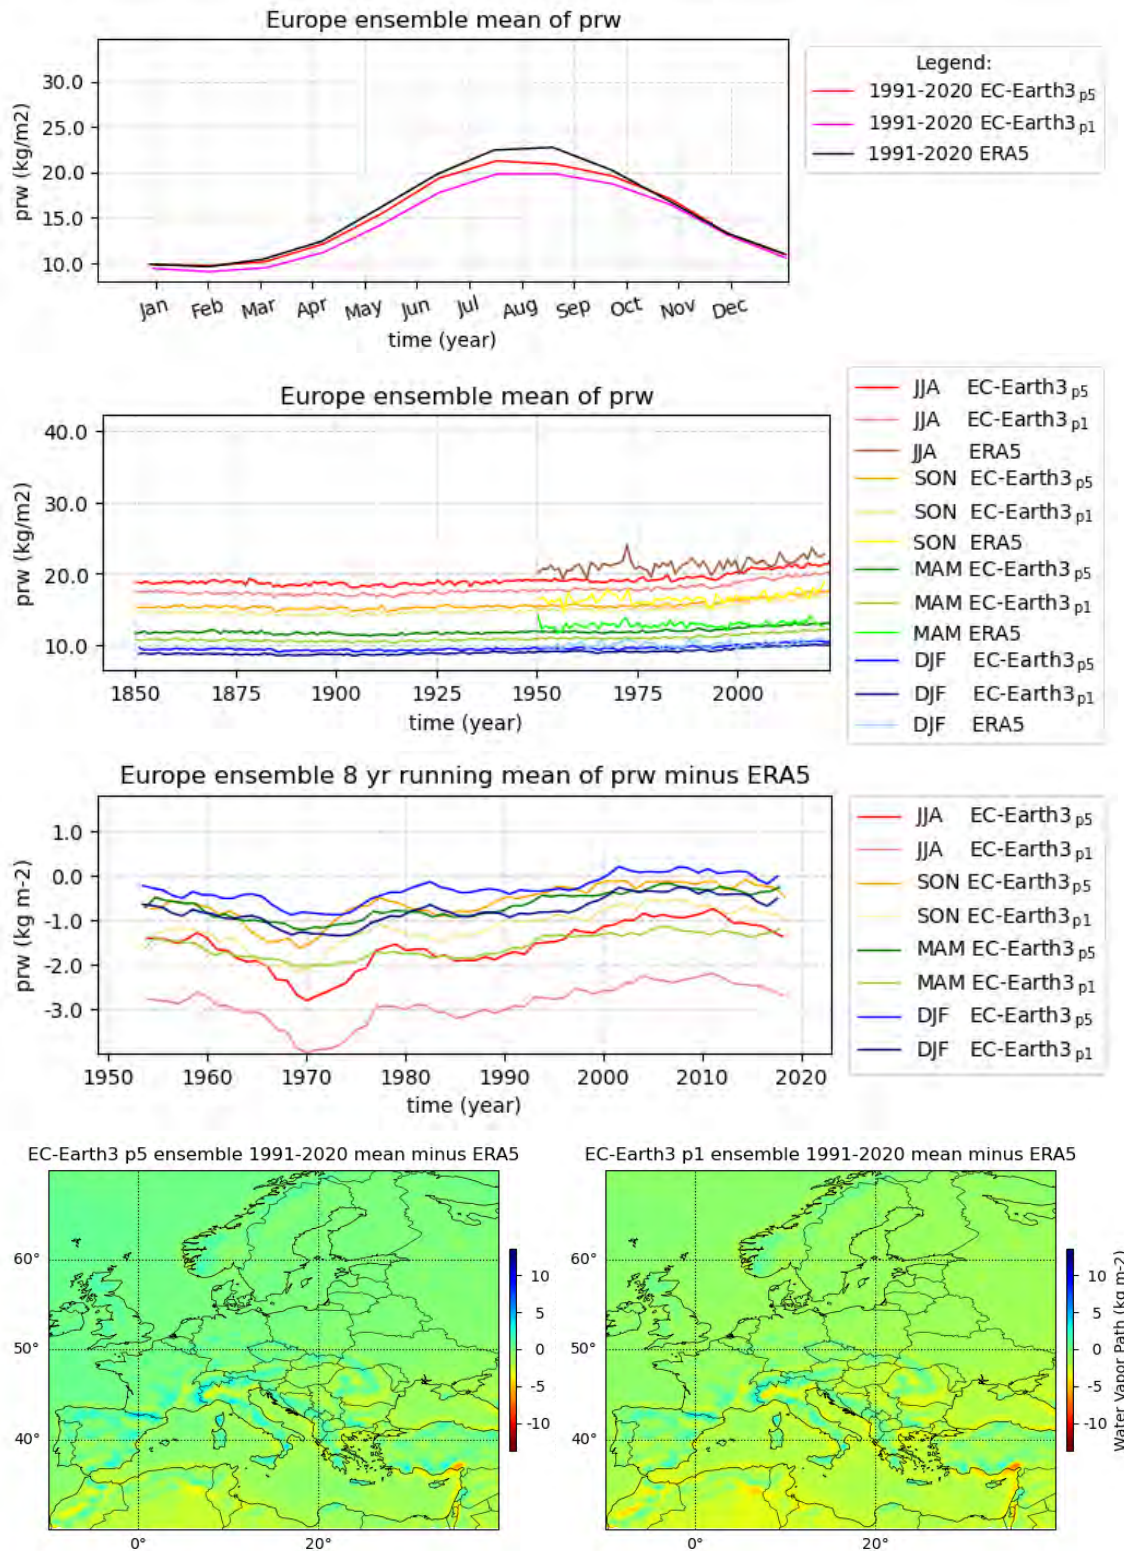 Europe ensemble mean of prw
30.0
25.0
20.0
15.0
10.0
prw (kg/m2)
Jan Feb Mar Apr May Jun Jul Aug Sep Oct Nov Dec
time (year)
Legend:
1991-2020 EC-Earth3 p5
1991-2020 EC-Earth3 p1
1991-2020 ERA5
Europe ensemble mean of prw
40.0
30.0
20.0
10.0
prw (kg/m2)
1850 1875 1900 1925 1950 1975 2000
time (year)
JJA EC-Earth3 p5
JJA EC-Earth3 p1
JJA ERA5
SON EC-Earth3 p5
SON EC-Earth3 p1
SON ERA5
MAM EC-Earth3 p5
MAM EC-Earth3 p1
MAM ERA5
DJF EC-Earth3 p5
DJF EC-Earth3 p1
DJF ERA5
Europe ensemble 8 yr running mean of prw minus ERA5
1.0
0.0
-1.0
-2.0
-3.0
prw (kg m-2)
1950 1960 1970 1980 1990 2000 2010 2020
time (year)
JJA EC-Earth3 p5
JJA EC-Earth3 p1
SON EC-Earth3 p5
SON EC-Earth3 p1
MAM EC-Earth3 p5
MAM EC-Earth3 p1
DJF EC-Earth3 p5
DJF EC-Earth3 p1
EC-Earth3 p5 ensemble 1991-2020 mean minus ERA5
60°
50°
40°
0° 20°
10
5
0
-5
-10
EC-Earth3 p1 ensemble 1991-2020 mean minus ERA5
60°
50°
40°
0° 20°
10
5
0
-5
-10
Water Vapor Path (kg m-2)